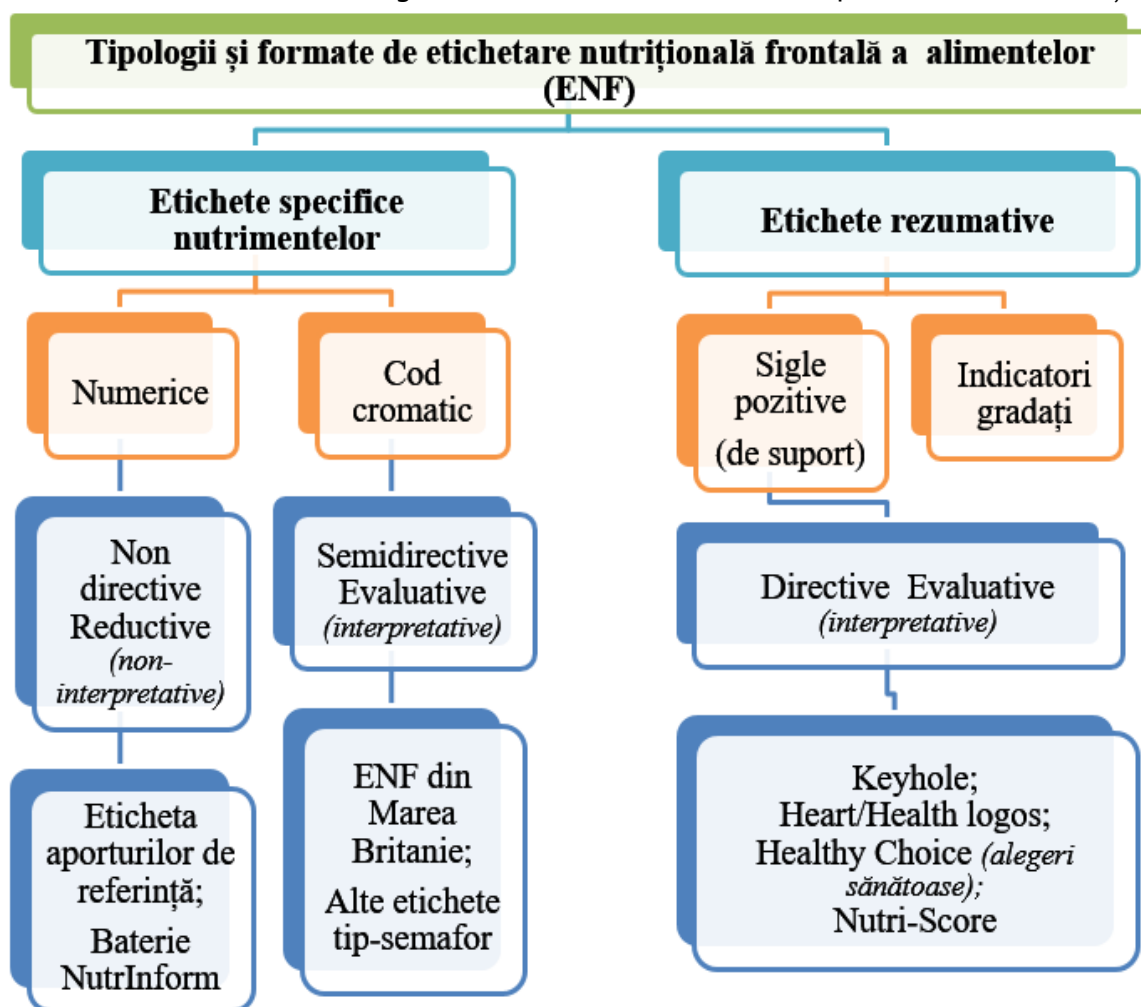 Tipologii și formate de etichetare nutrițională frontală a alimentelor
(ENF)
Etichete specifice
nutrimentelor
Etichete rezumative
Numerice
Cod
cromatic
Sigle
pozitive
(de suport)
Indicatori
gradați
Non
directive
Reductive
(non-
interpretative)
Semidirective
Evaluative
(interpretative)
Directive Evaluative
(interpretative)
Eticheta
aporturilor de
referință;
Baterie
NutrInform
ENF din
Marea
Britanie;
Alte etichete
tip-semafor
Keyhole;
Heart/Health logos;
Healthy Choice (alegeri
sănătoase);
Nutri-Score